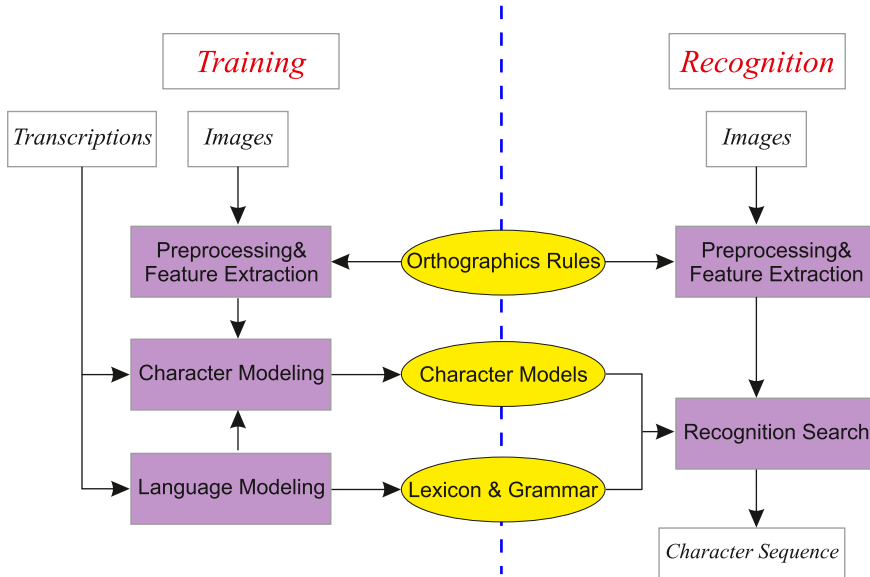 Training
Recognition
Transcriptions
Images
Images
Preprocessing&
Feature Extraction
Orthographics Rules
Preprocessing&
Feature Extraction
Character Modeling
Character Models
Recognition Search
Language Modeling
Lexicon & Grammar
Character Sequence